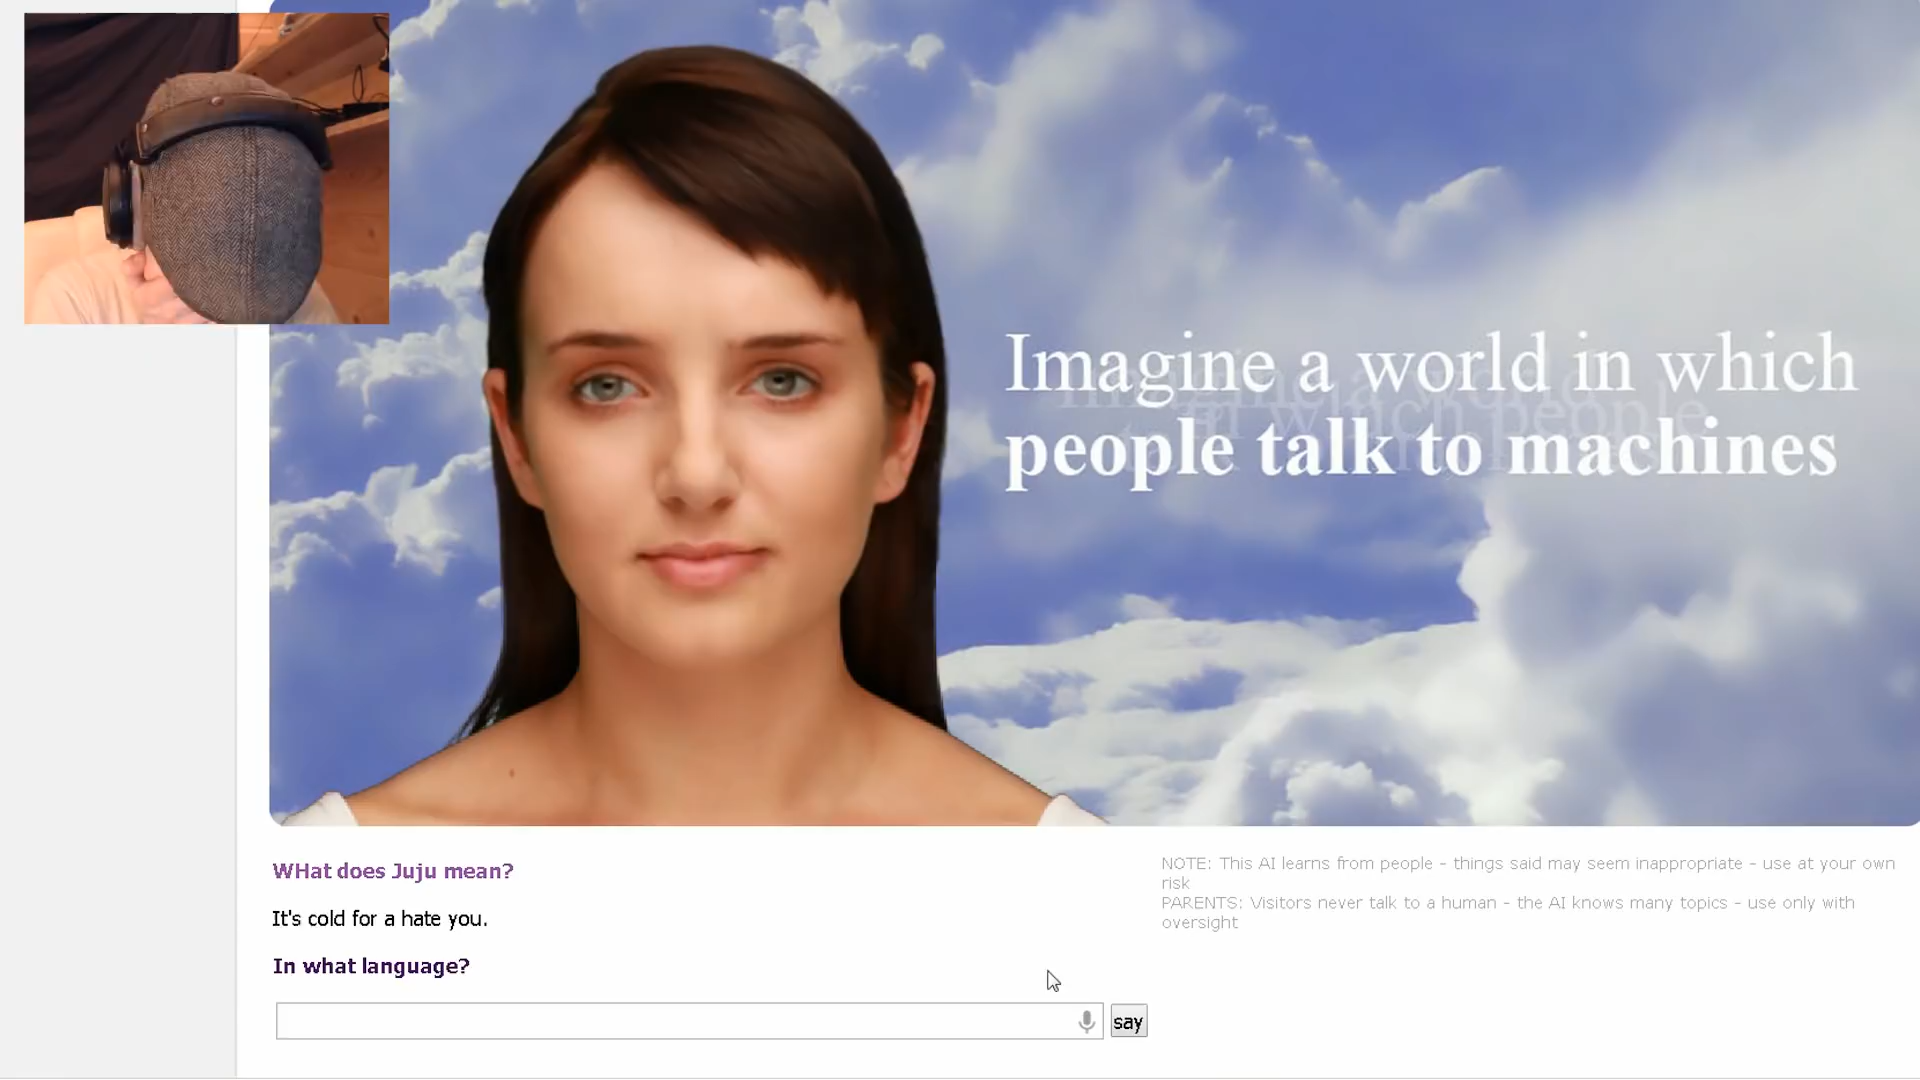 Imagine a world in which
people talk to machines
WHat does Juju mean?
It's cold for a hate you.
In what language?
say
NOTE: This AI learns from people - things said may seem inappropriate - use at your own
risk
PARENTS: Visitors never talk to a human - the AI knows many topics - use only with
oversight